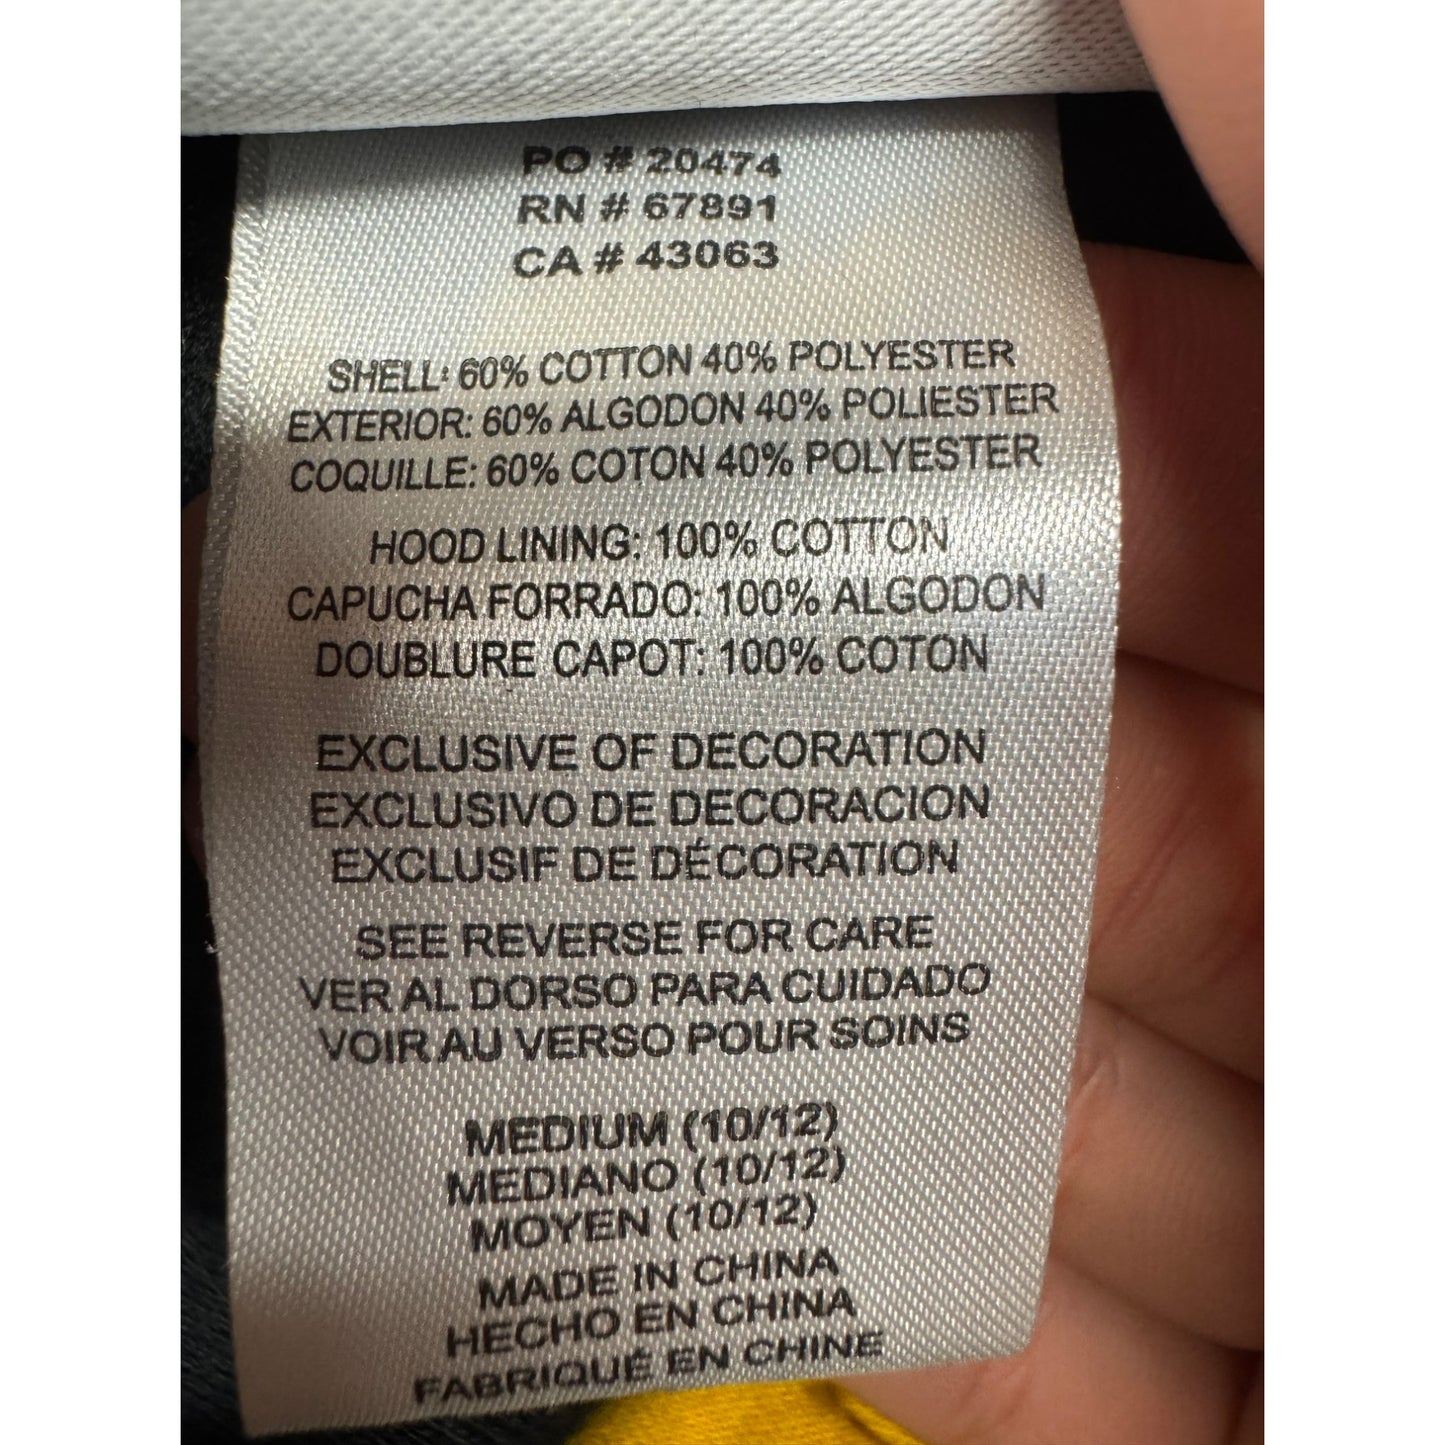 PO # 20474
RN # 67891
CA # 43063
SHELL: 60% COTTON 40% POLYESTER
EXTERIOR: 60% ALGODON 40% POLIESTER
COQUILLE: 60% COTON 40% POLYESTER
HOOD LINING: 100% COTTON
CAPUCHA FORRADO: 100% ALGODON
DOUBLURE CAPOT: 100% COTON
EXCLUSIVE OF DECORATION
EXCLUSIVO DE DECORACION
EXCLUSIF DE DÉCORATION
SEE REVERSE FOR CARE
VER AL DORSO PARA CUIDADO
VOIR AU VERSO POUR SOINS
MEDIUM (10/12)
MEDIANO (10/12)
MOYEN (10/12)
MADE IN CHINA
HECHO EN CHINA
FABRIQUÉ EN CHINE